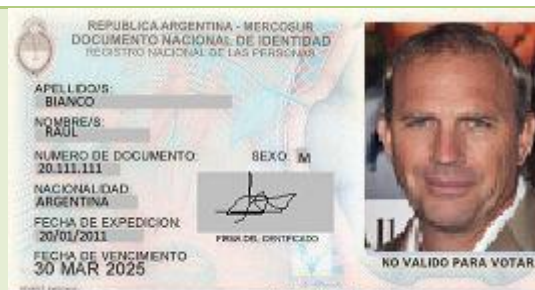 REPUBLICA ARGENTINA - MERCOSUR
DOCUMENTO NACIONAL DE IDENTIDAD
REGISTRO NACIONAL DE LAS PERSONAS
APELLIDO/S:
BIANCO
NOMBRE/S:
RAUL
NUMERO DE DOCUMENTO: SEXO: M
20.111.111
NACIONALIDAD
ARGENTINA
FECHA DE EXPEDICION:
20/01/2011
FIRMA DEL IDENTIFICADO
FECHA DE VENCIMIENTO
30 MAR 2025
NO VALIDO PARA VOTAR